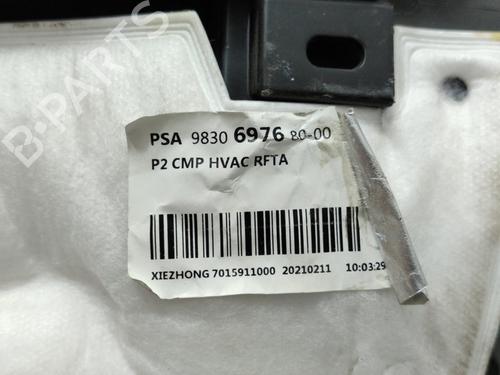 PSA 9830 6976 80-00
P2 CMP HVAC RFTA
XIEZHONG 7015911000 20210211 10:03:29
B-PARTS